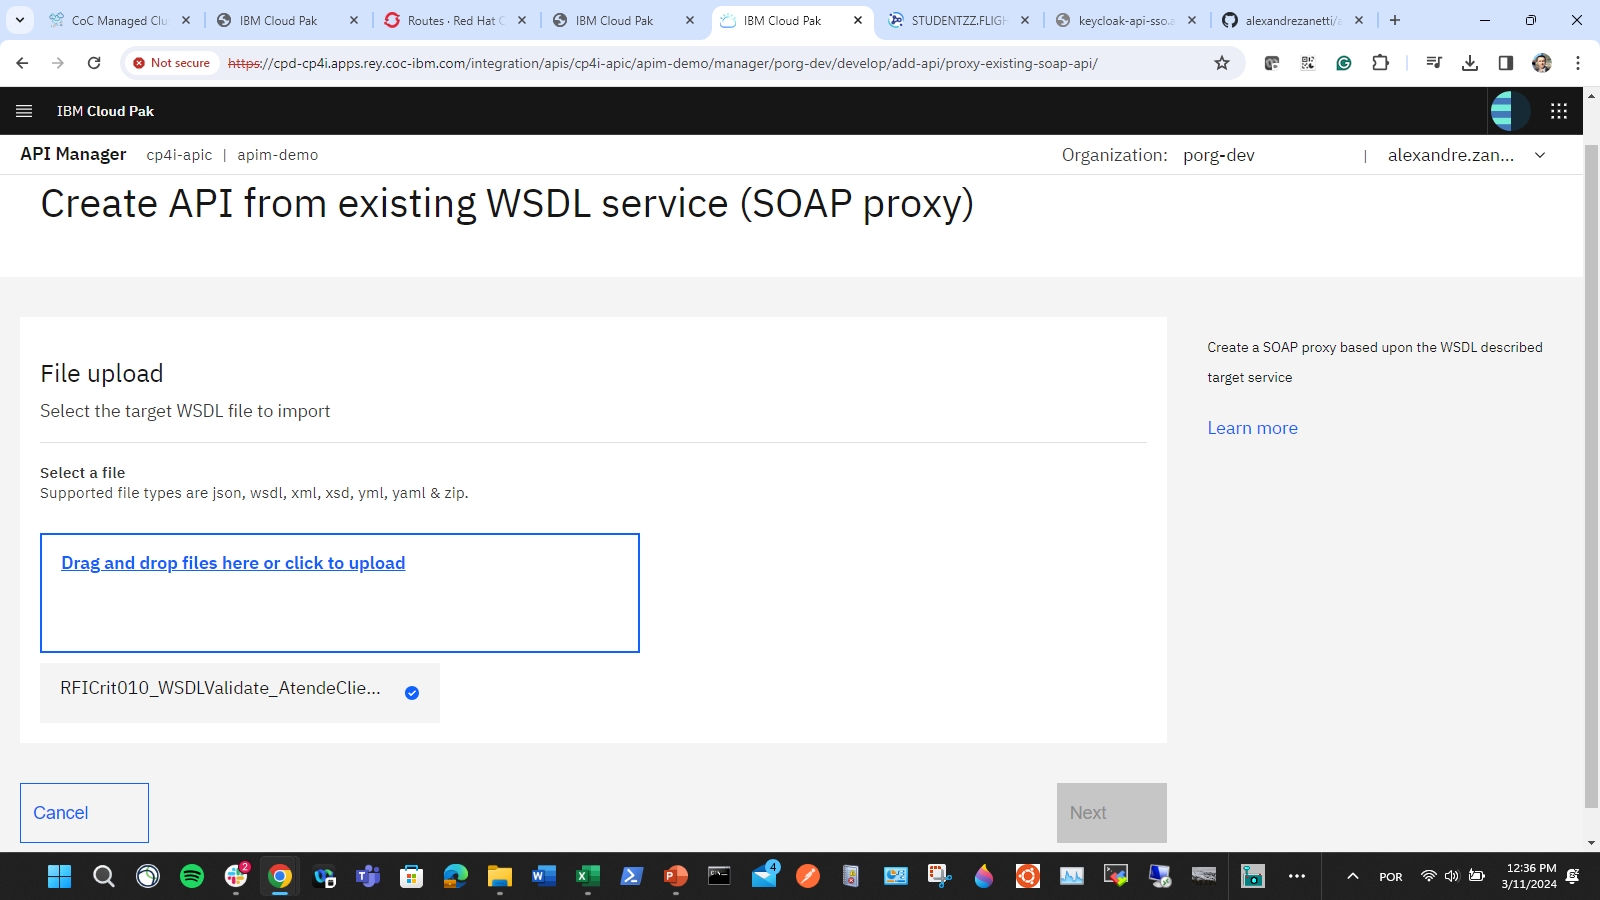 CoC Managed Clu
IBM Cloud Pak
Routes · Red Hat C
IBM Cloud Pak
IBM Cloud Pak
STUDENTZZ.FLIGH
keycloak-api-sso.a
alexandrezanetti/a
Not secure
https://cpd-cp4i.apps.rey.coc-ibm.com/integration/apis/cp4i-apic/apim-demo/manager/porg-dev/develop/add-api/proxy-existing-soap-api/
IBM Cloud Pak
API Manager cp4i-apic | apim-demo
Organization: porg-dev | alexandre.zan...
Create API from existing WSDL service (SOAP proxy)
File upload
Select the target WSDL file to import
Select a file
Supported file types are json, wsdl, xml, xsd, yml, yaml & zip.
Drag and drop files here or click to upload
RFICrit010_WSDLValidate_AtendeClie...
Create a SOAP proxy based upon the WSDL described
target service
Learn more
Cancel
Next
2
4
POR
12:36 PM
3/11/2024